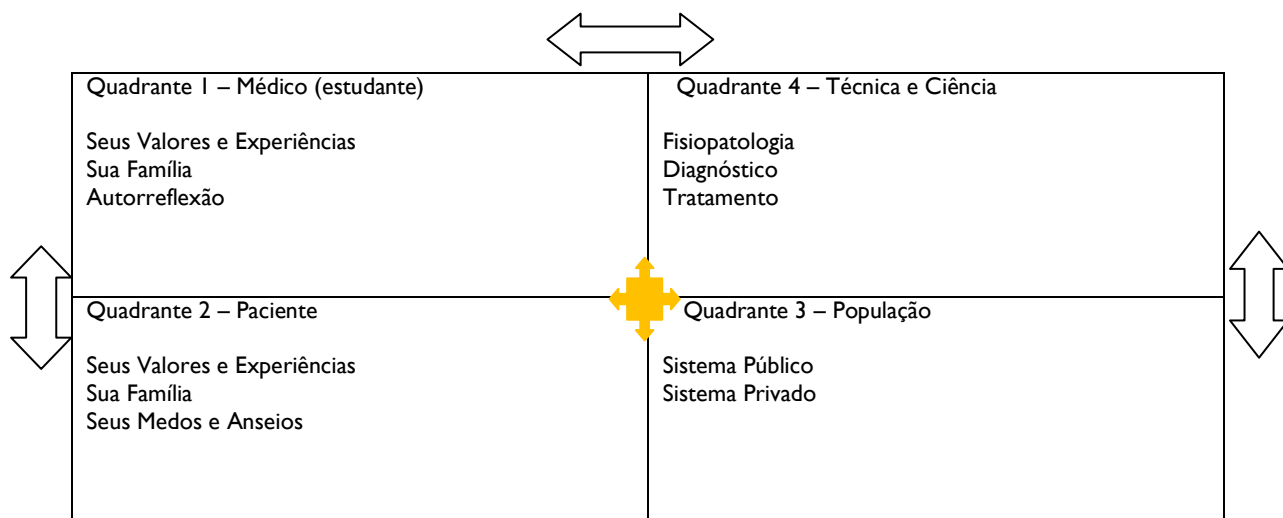 Quadrante 1 – Médico (estudante)
Seus Valores e Experiências
Sua Família
Autorreflexão
Quadrante 4 – Técnica e Ciência
Fisiopatologia
Diagnóstico
Tratamento
Quadrante 2 – Paciente
Seus Valores e Experiências
Sua Família
Seus Medos e Anseios
Quadrante 3 – População
Sistema Público
Sistema Privado